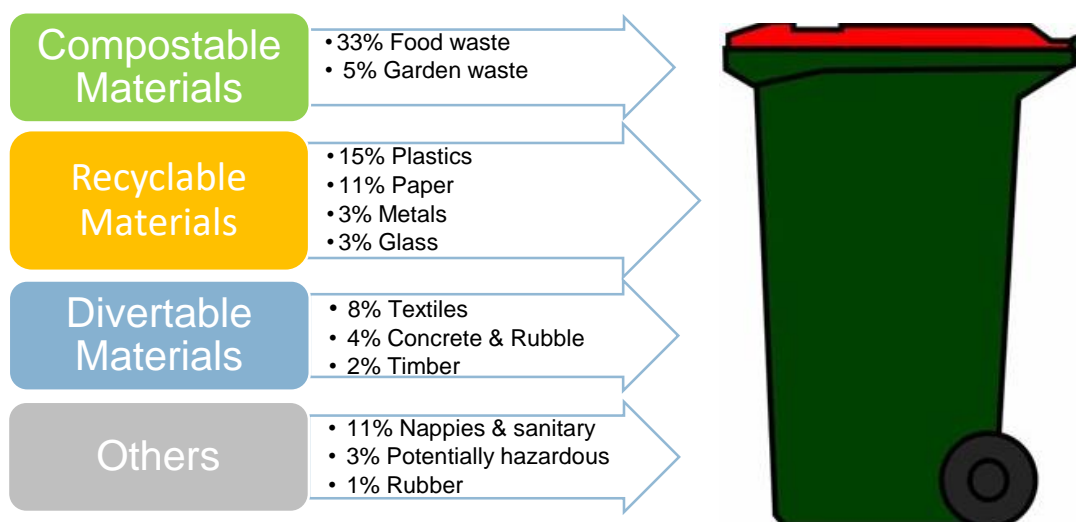 Compostable
Materials
• 33% Food waste
• 5% Garden waste
Recyclable
Materials
• 15% Plastics
• 11% Paper
• 3% Metals
• 3% Glass
Divertable
Materials
• 8% Textiles
• 4% Concrete & Rubble
• 2% Timber
Others
• 11% Nappies & sanitary
• 3% Potentially hazardous
• 1% Rubber